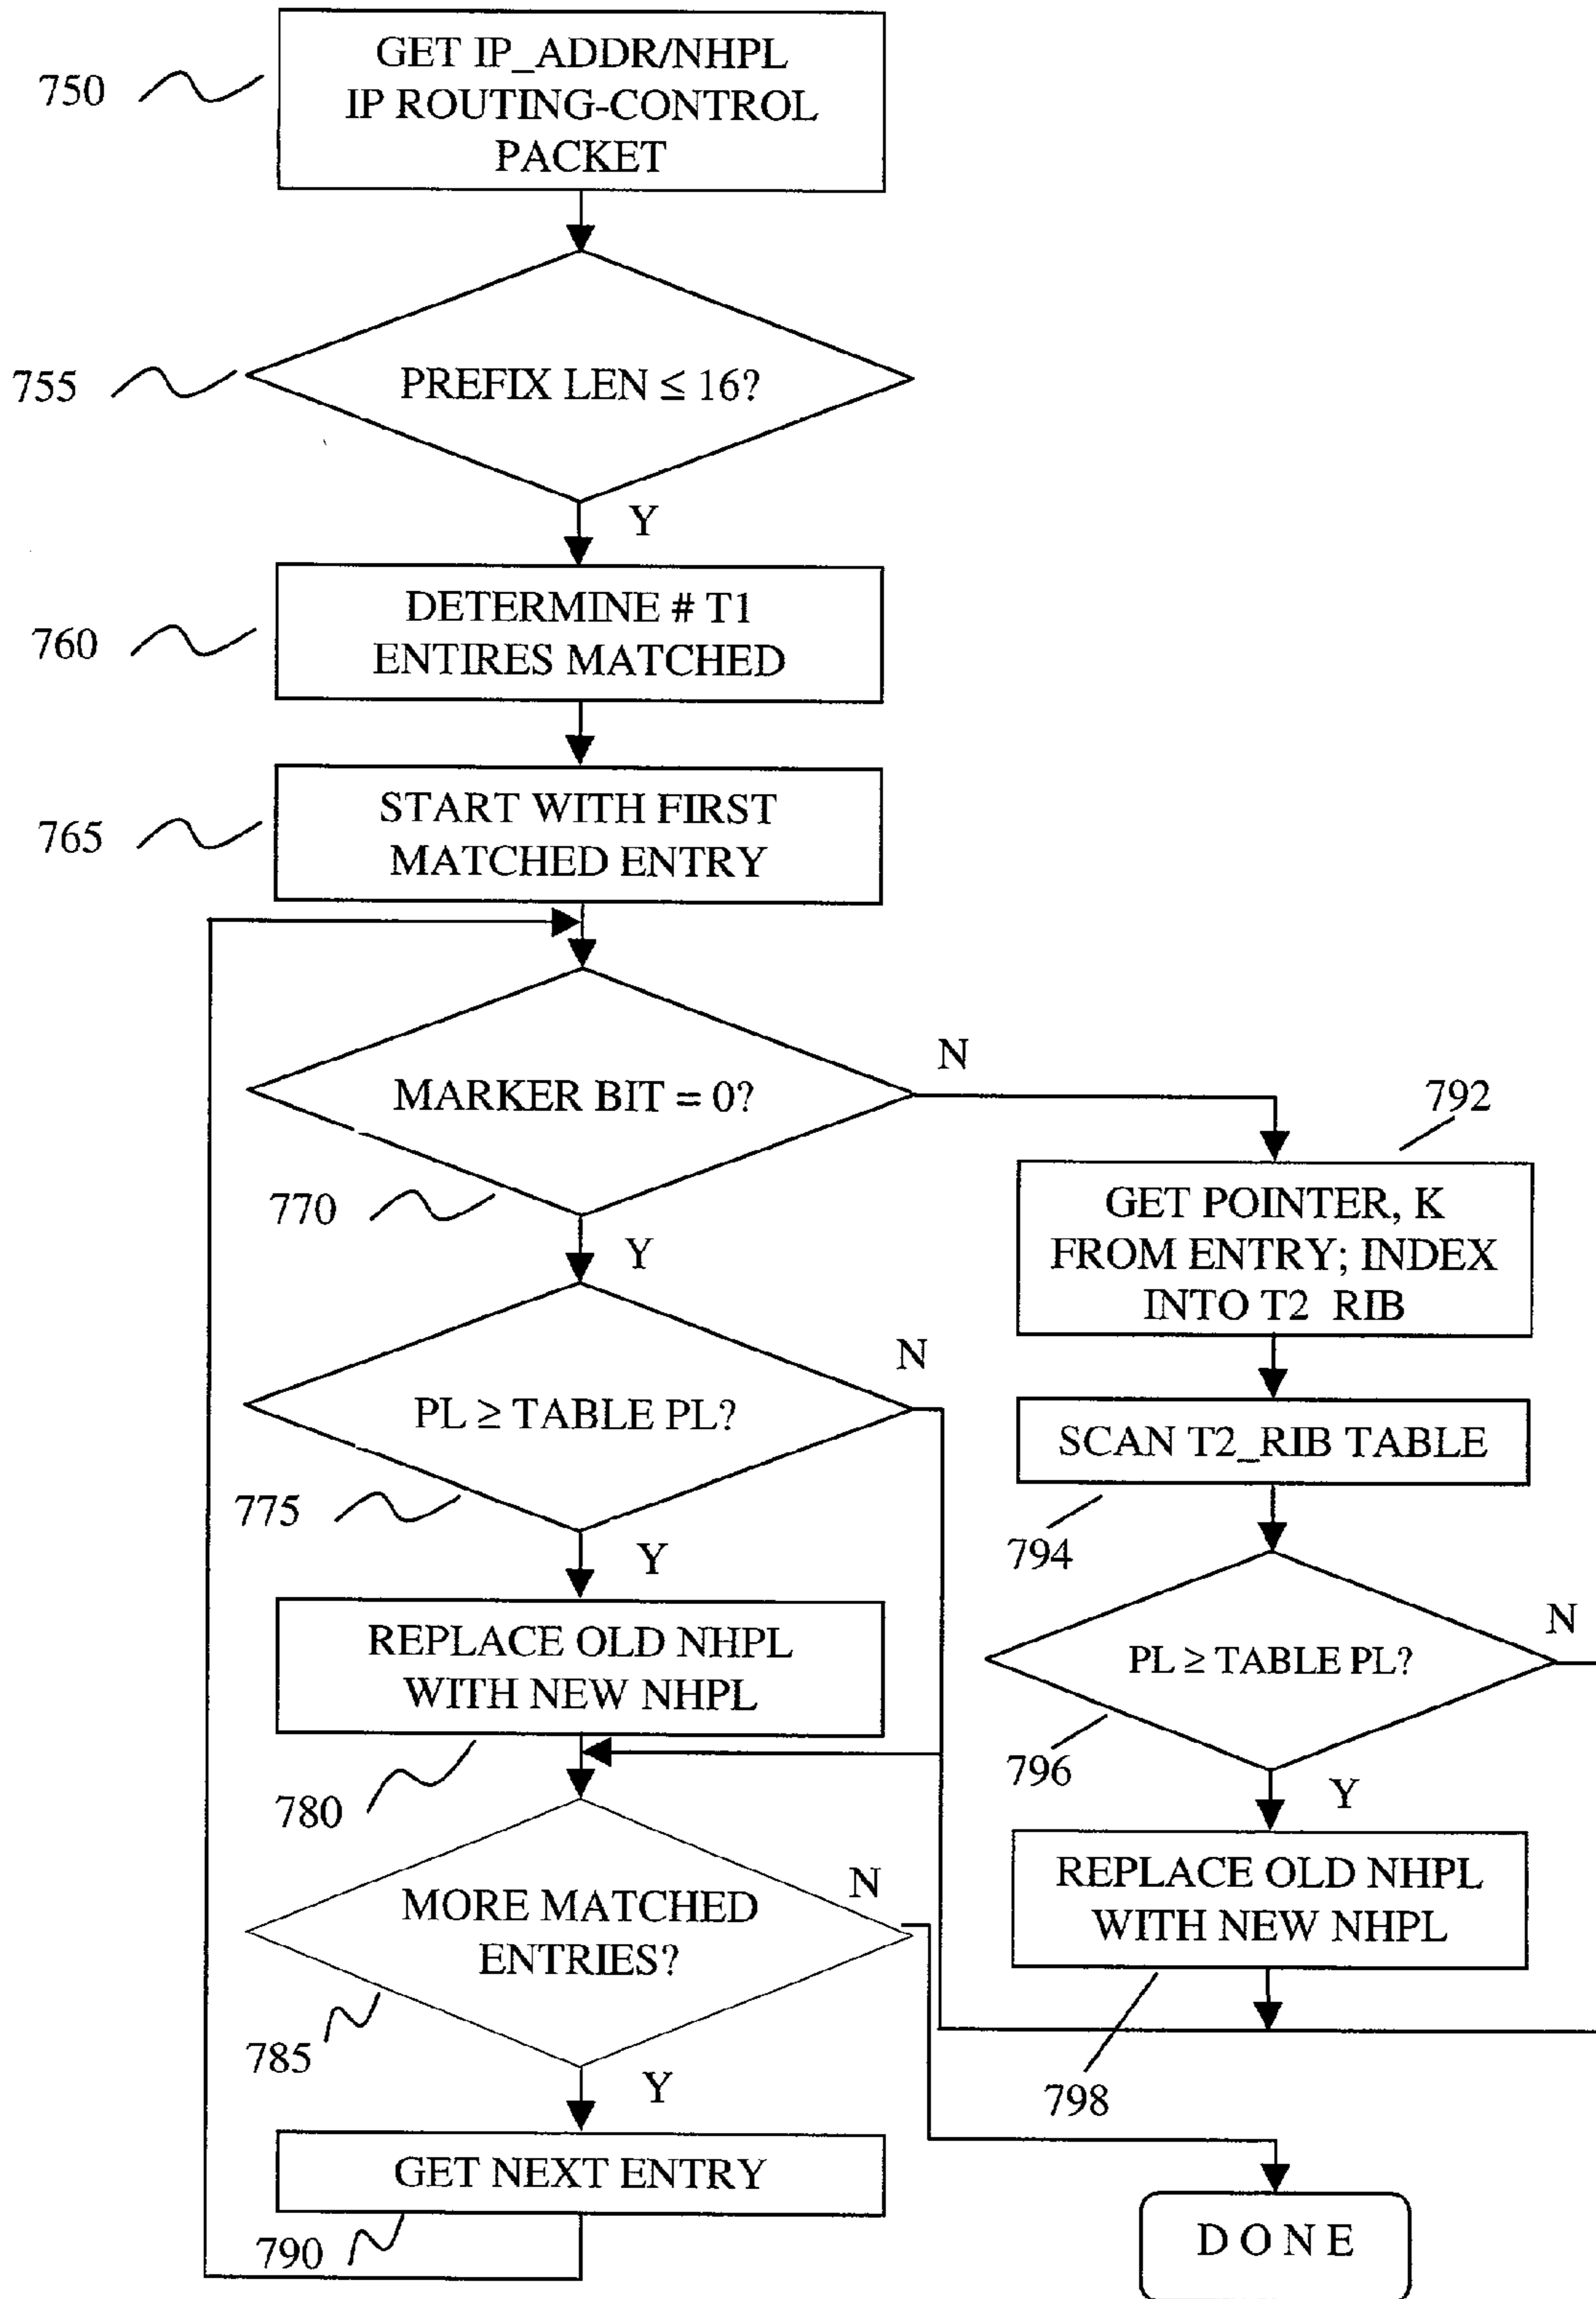 GET IP_ADDR/NHPL
IP ROUTING-CONTROL
PACKET
750
PREFIX LEN ≤ 16?
755
Y
DETERMINE # T1
ENTIRES MATCHED
760
START WITH FIRST
MATCHED ENTRY
765
MARKER BIT = 0?
N
770
Y
792
GET POINTER, K
FROM ENTRY; INDEX
INTO T2 RIB
PL ≥ TABLE PL?
N
775
Y
SCAN T2_RIB TABLE
794
REPLACE OLD NHPL
WITH NEW NHPL
780
PL ≥ TABLE PL?
N
796
Y
MORE MATCHED
ENTRIES?
N
785
Y
REPLACE OLD NHPL
WITH NEW NHPL
798
GET NEXT ENTRY
790
DONE